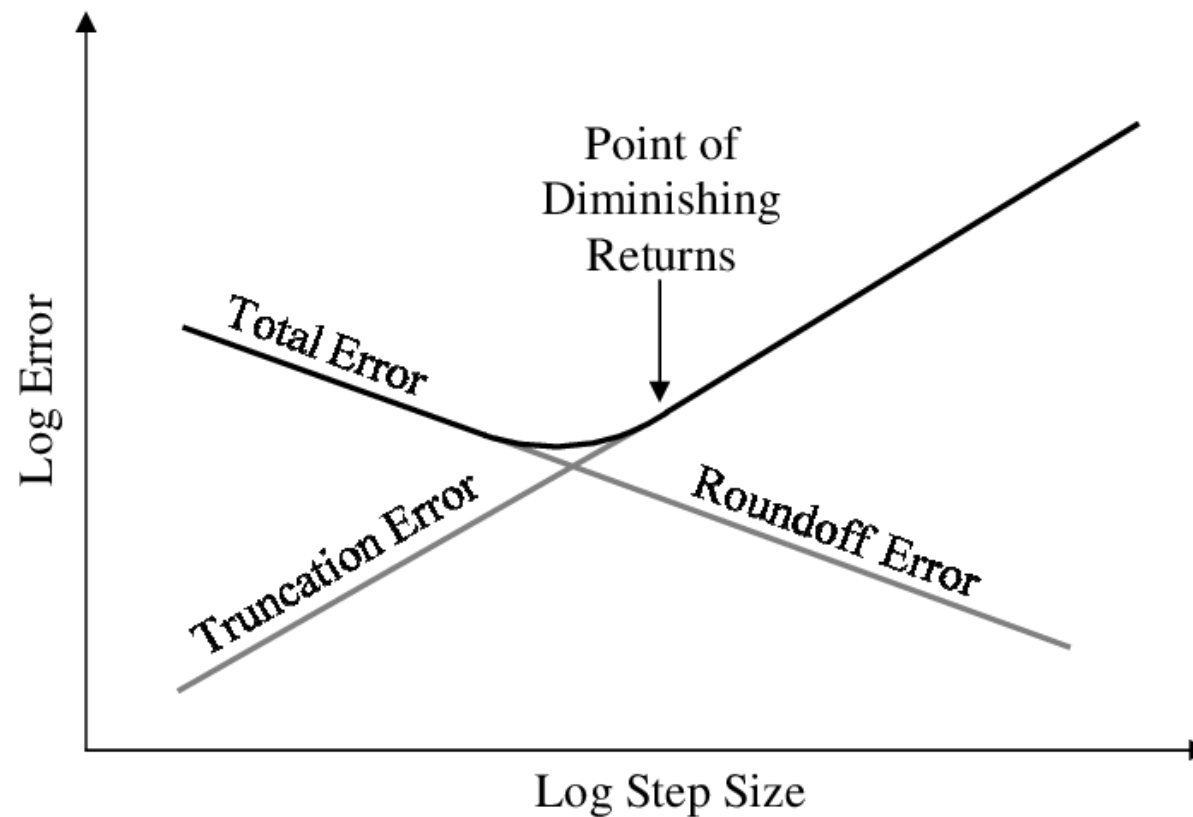 Point of
Diminishing
Returns
Total Error
Log Error
Truncation Error
Roundoff Error
Log Step Size